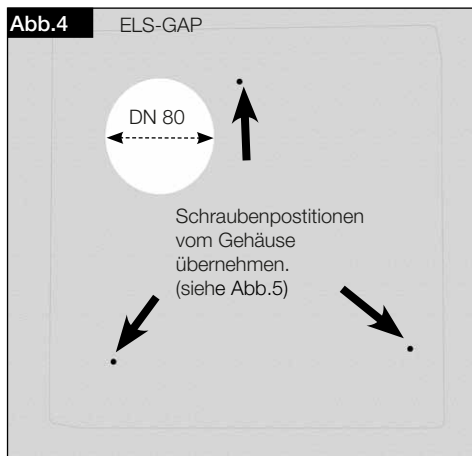 Abb.4 ELS-GAP
DN 80
Schraubenpostitionen
vom Gehäuse
übernehmen.
(siehe Abb.5)